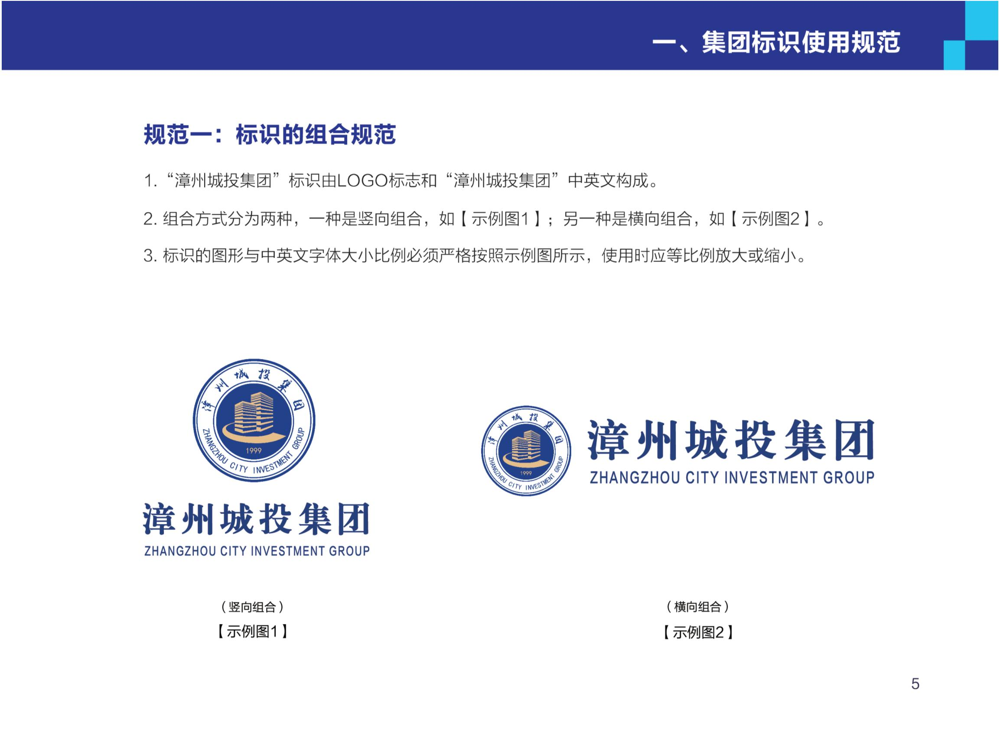 一、集团标识使用规范
规范一：标识的组合规范
1. “漳州城投集团”标识由LOGO标志和“漳州城投集团”中英文构成。
2. 组合方式分为两种，一种是竖向组合，如【示例图1】；另一种是横向组合，如【示例图2】。
3. 标识的图形与中英文字体大小比例必须严格按照示例图所示，使用时应等比例放大或缩小。
漳州城投集团
1999
ZHANGZHOU CITY INVESTMENT GROUP
漳州城投集团
ZHANGZHOU CITY INVESTMENT GROUP
（竖向组合）
【示例图1】
漳州城投集团
1999
ZHANGZHOU CITY INVESTMENT GROUP
漳州城投集团
ZHANGZHOU CITY INVESTMENT GROUP
（横向组合）
【示例图2】
5